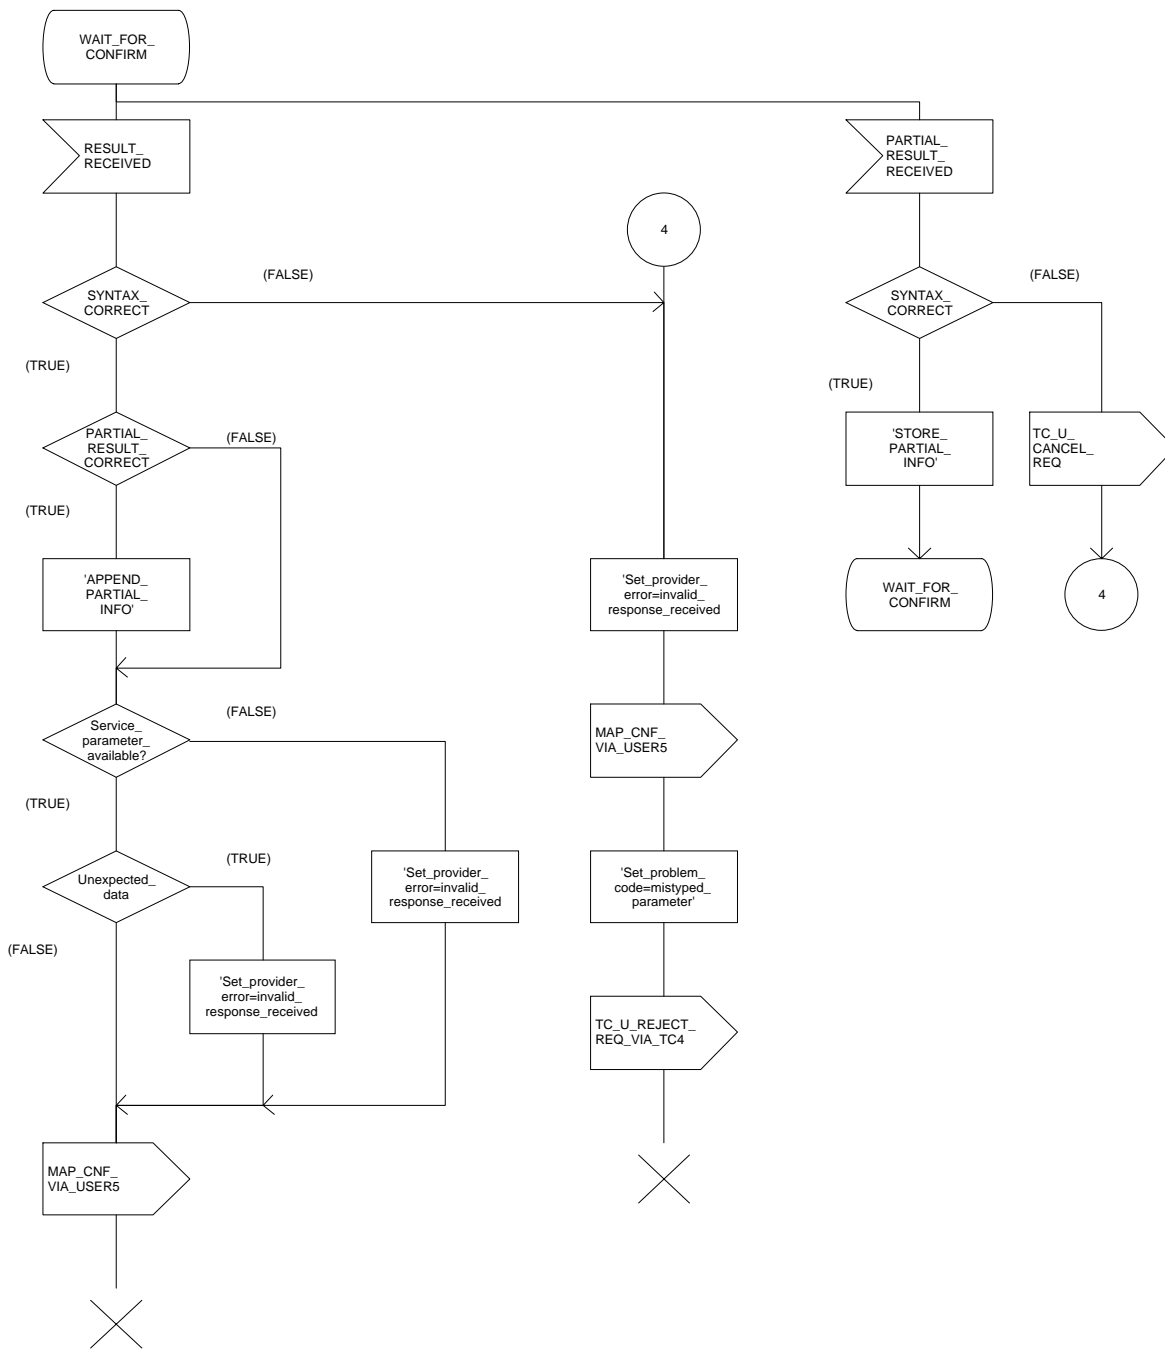 WAIT_FOR_
CONFIRM
RESULT_
RECEIVED
PARTIAL_
RESULT_
RECEIVED
4
(FALSE)
(FALSE)
SYNTAX_
CORRECT
SYNTAX_
CORRECT
(TRUE)
(TRUE)
PARTIAL_
RESULT_
CORRECT
(FALSE)
'STORE_
PARTIAL_
INFO'
TC_U_
CANCEL_
REQ
(TRUE)
'APPEND_
PARTIAL_
INFO'
'Set_provider_
error=invalid_
response_received
WAIT_FOR_
CONFIRM
4
(FALSE)
Service_
parameter_
available?
MAP_CNF_
VIA_USER5
(TRUE)
(TRUE)
Unexpected_
data
'Set_provider_
error=invalid_
response_received
'Set_problem_
code=mistyped_
parameter'
(FALSE)
'Set_provider_
error=invalid_
response_received
TC_U_REJECT_
REQ_VIA_TC4
MAP_CNF_
VIA_USER5